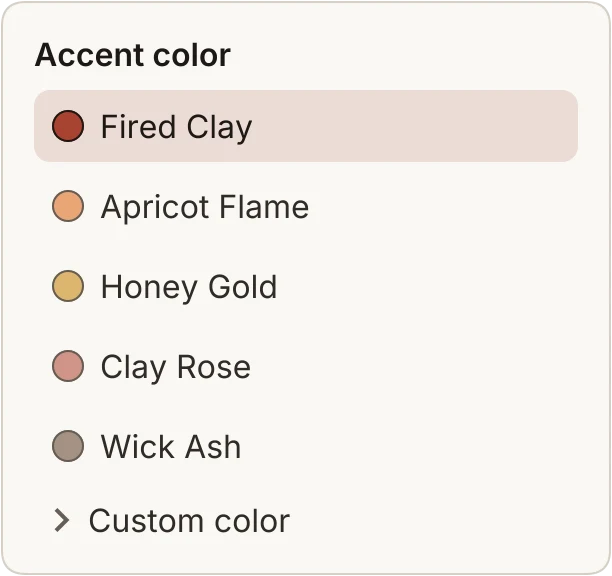 Accent color
Fired Clay
Apricot Flame
Honey Gold
Clay Rose
Wick Ash
Custom color